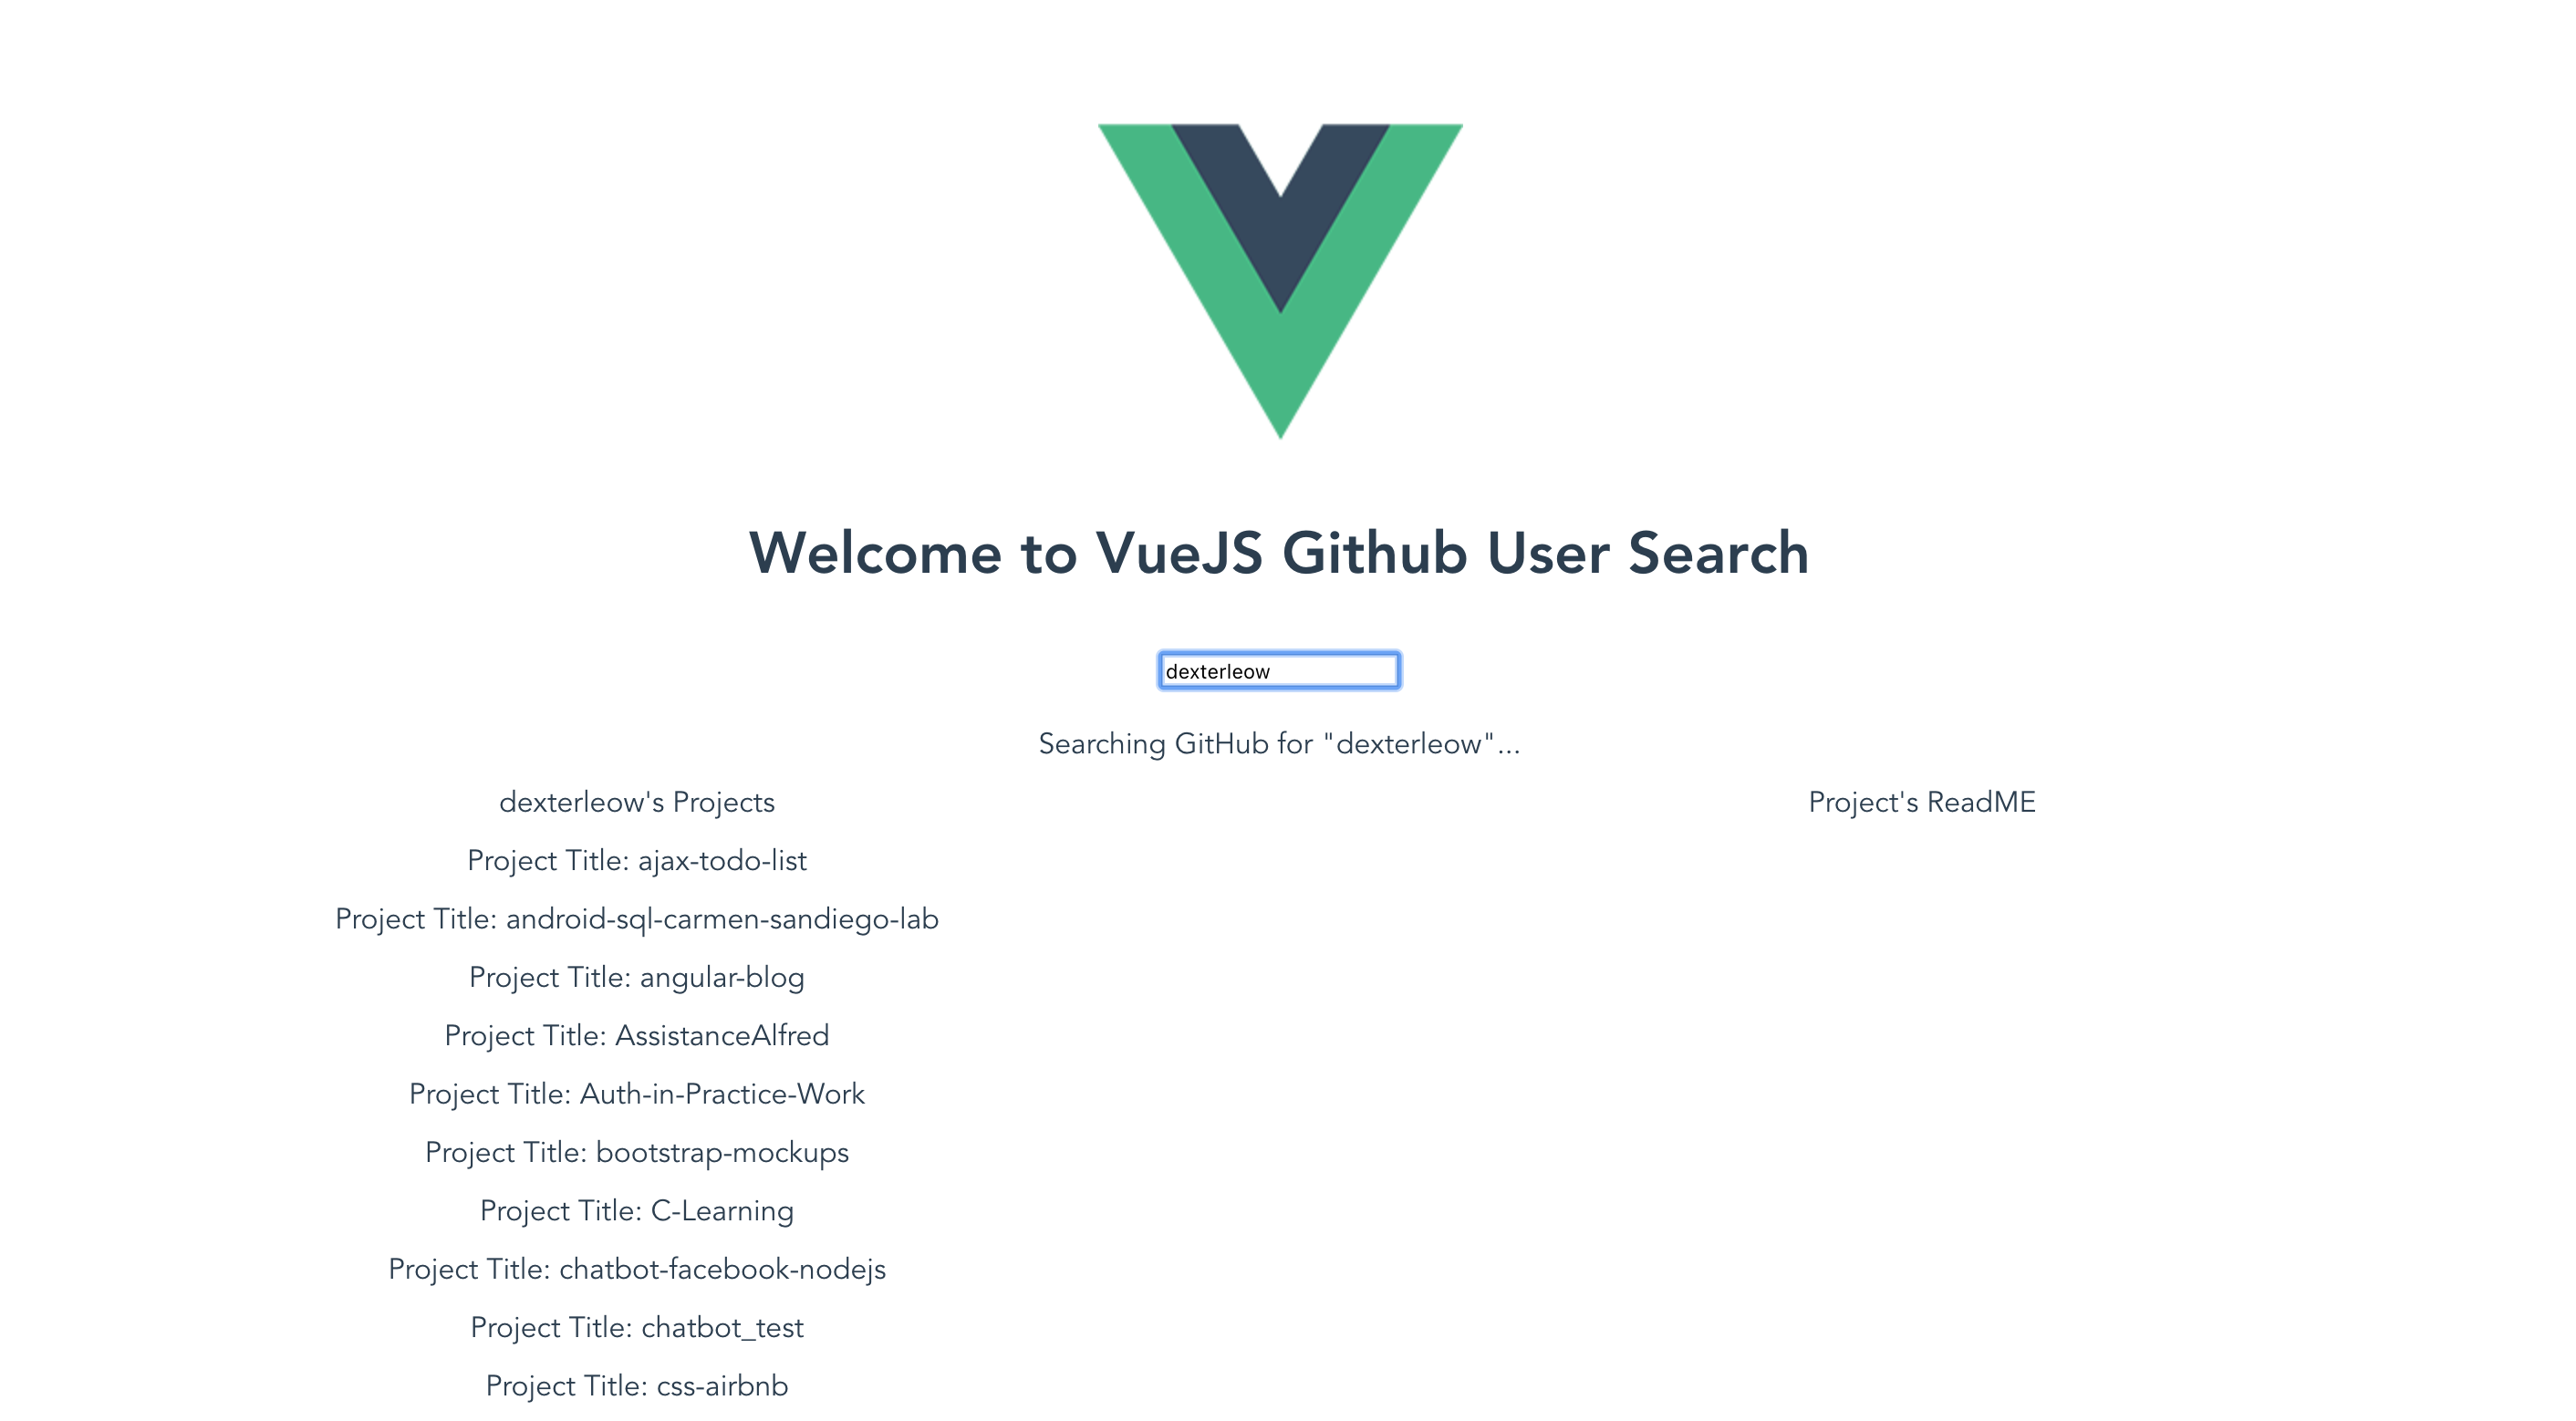 Welcome to VueJS Github User Search
dexterleow
Searching GitHub for "dexterleow"...
dexterleow's Projects
Project's ReadME
Project Title: ajax-todo-list
Project Title: android-sql-carmen-sandiego-lab
Project Title: angular-blog
Project Title: AssistanceAlfred
Project Title: Auth-in-Practice-Work
Project Title: bootstrap-mockups
Project Title: C-Learning
Project Title: chatbot-facebook-nodejs
Project Title: chatbot_test
Project Title: css-airbnb